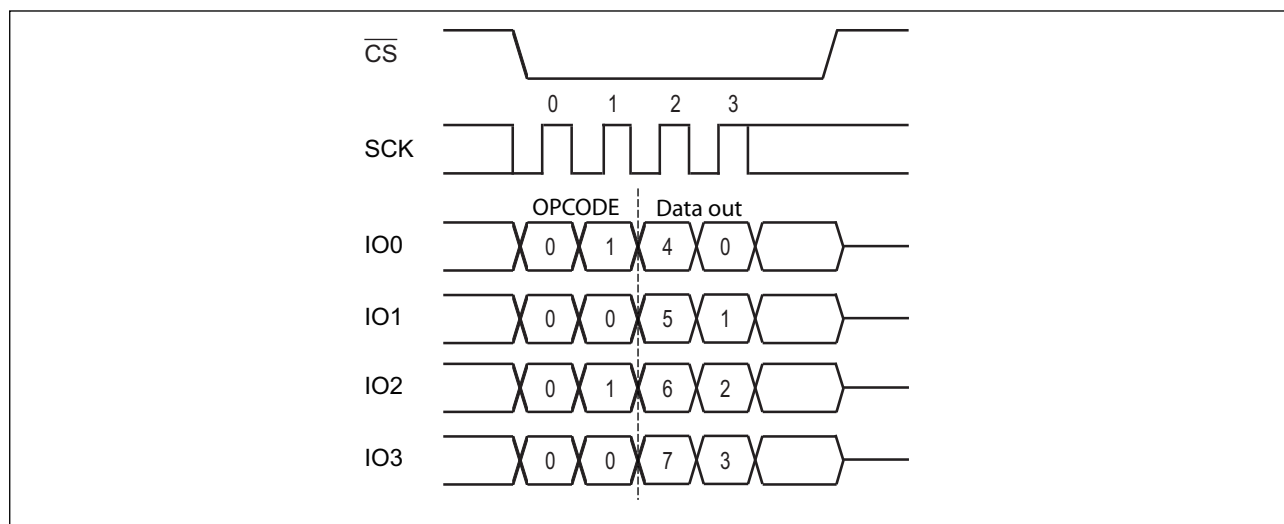 CS
0 1 2 3
SCK
OPCODE Data out
IO0 0 1 4 0
IO1 0 0 5 1
IO2 0 1 6 2
IO3 0 0 7 3